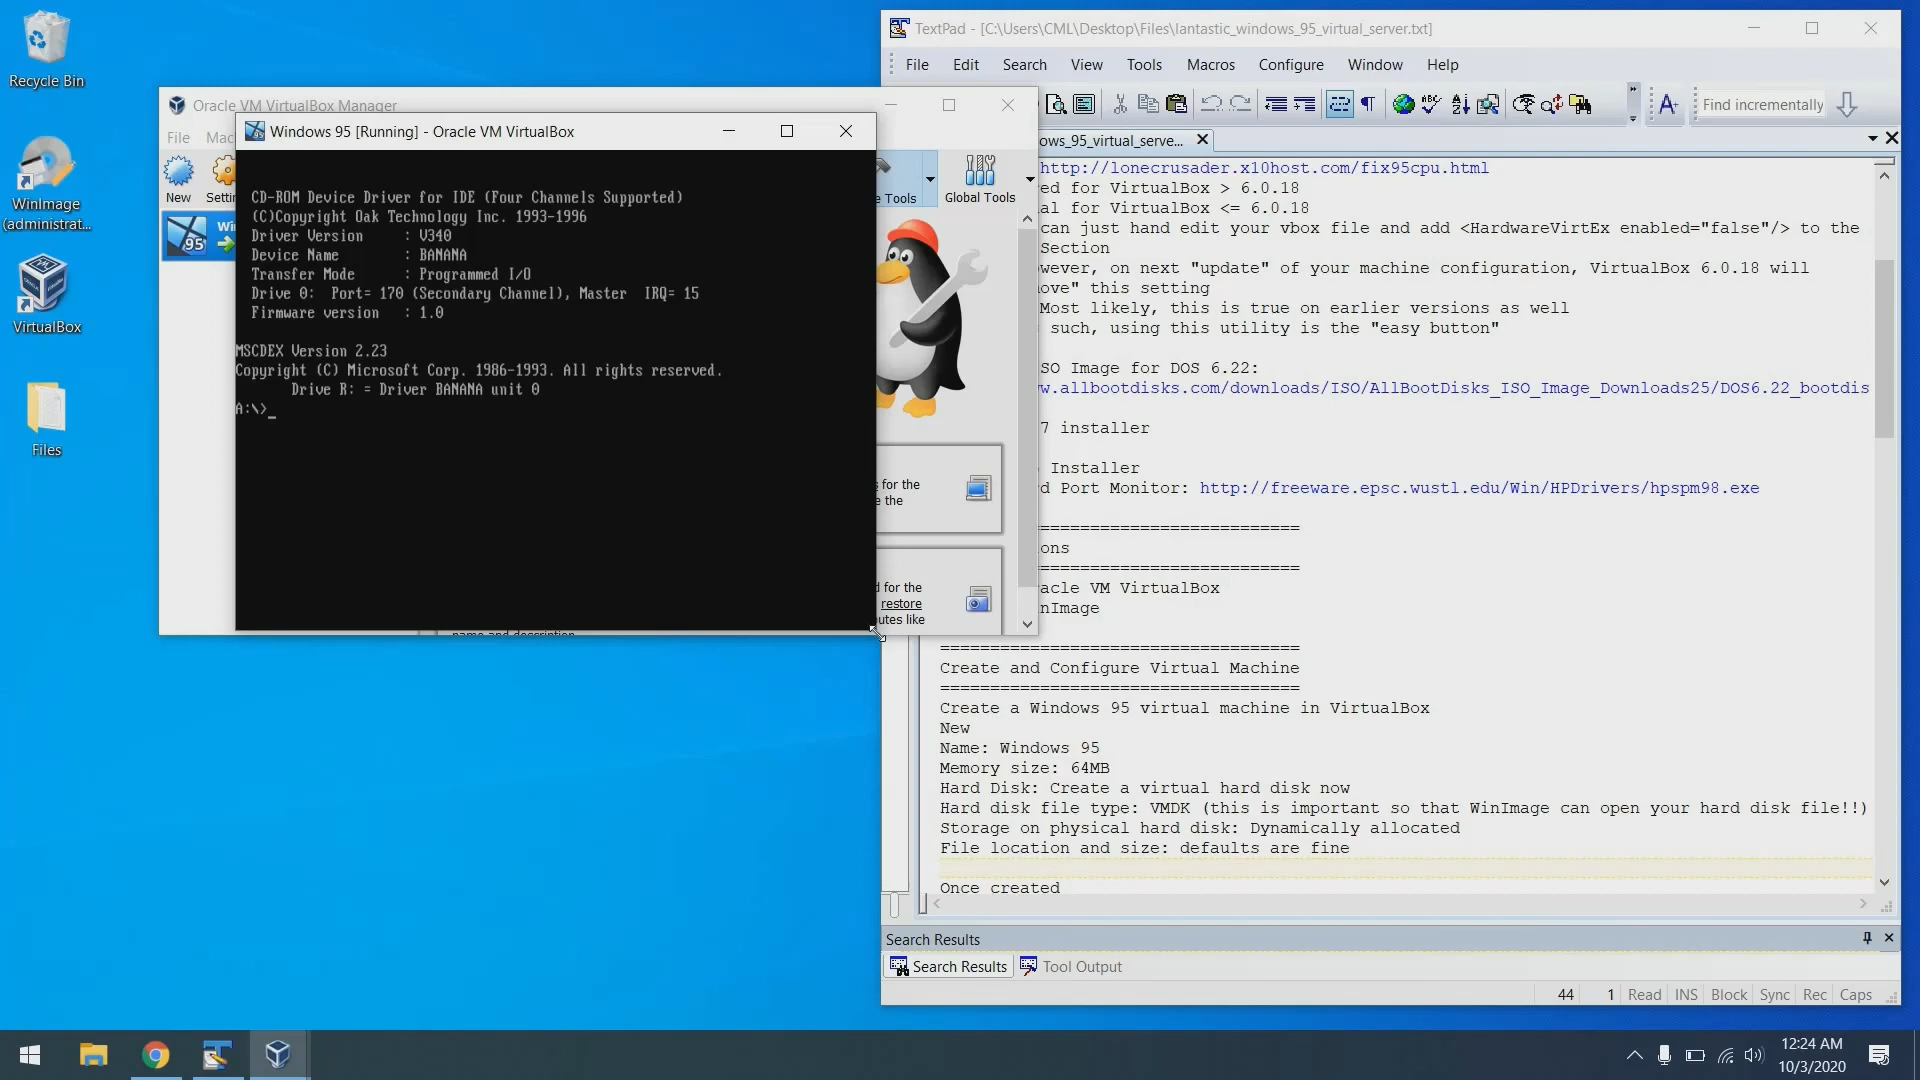 Recycle Bin
WinImage
(administrat...
VirtualBox
Files
Oracle VM VirtualBox Manager
File
New
95
Global Tools
e Tools
for the
e the
d for the
restore
utes like
name and description
Windows 95 [Running] - Oracle VM VirtualBox
CD-ROM Device Driver for IDE (Four Channels Supported)
(C)Copyright Oak Technology Inc. 1993-1996
Driver Version : V340
Device Name : BANANA
Transfer Mode : Programmed I/O
Drive 0: Port= 170 (Secondary Channel), Master IRQ= 15
Firmware version : 1.0
MSCDEX Version 2.23
Copyright (C) Microsoft Corp. 1986-1993. All rights reserved.
Drive R: = Driver BANANA unit 0
A:\>_
TextPad - [C:\Users\CML\Desktop\Files\lantastic_windows_95_virtual_server.txt]
File Edit Search View Tools Macros Configure Window Help
Find incrementally
ows_95_virtual_serve...
http://lonecrusader.x10host.com/fix95cpu.html
ed for VirtualBox > 6.0.18
al for VirtualBox <= 6.0.18
can just hand edit your vbox file and add <HardwareVirtEx enabled="false"/> to the
Section
wever, on next "update" of your machine configuration, VirtualBox 6.0.18 will
ove" this setting
Most likely, this is true on earlier versions as well
such, using this utility is the "easy button"
SO Image for DOS 6.22:
w.allbootdisks.com/downloads/ISO/AllBootDisks_ISO_Image_Downloads25/DOS6.22_bootdis
7 installer
Installer
d Port Monitor: http://freeware.epsc.wustl.edu/Win/HPDrivers/hpspm98.exe
====================================
ons
====================================
acle VM VirtualBox
nImage
====================================
Create and Configure Virtual Machine
====================================
Create a Windows 95 virtual machine in VirtualBox
New
Name: Windows 95
Memory size: 64MB
Hard Disk: Create a virtual hard disk now
Hard disk file type: VMDK (this is important so that WinImage can open your hard disk file!!)
Storage on physical hard disk: Dynamically allocated
File location and size: defaults are fine
Once created
Search Results
Search Results Tool Output
44 1 Read INS Block Sync Rec Caps
12:24 AM
10/3/2020